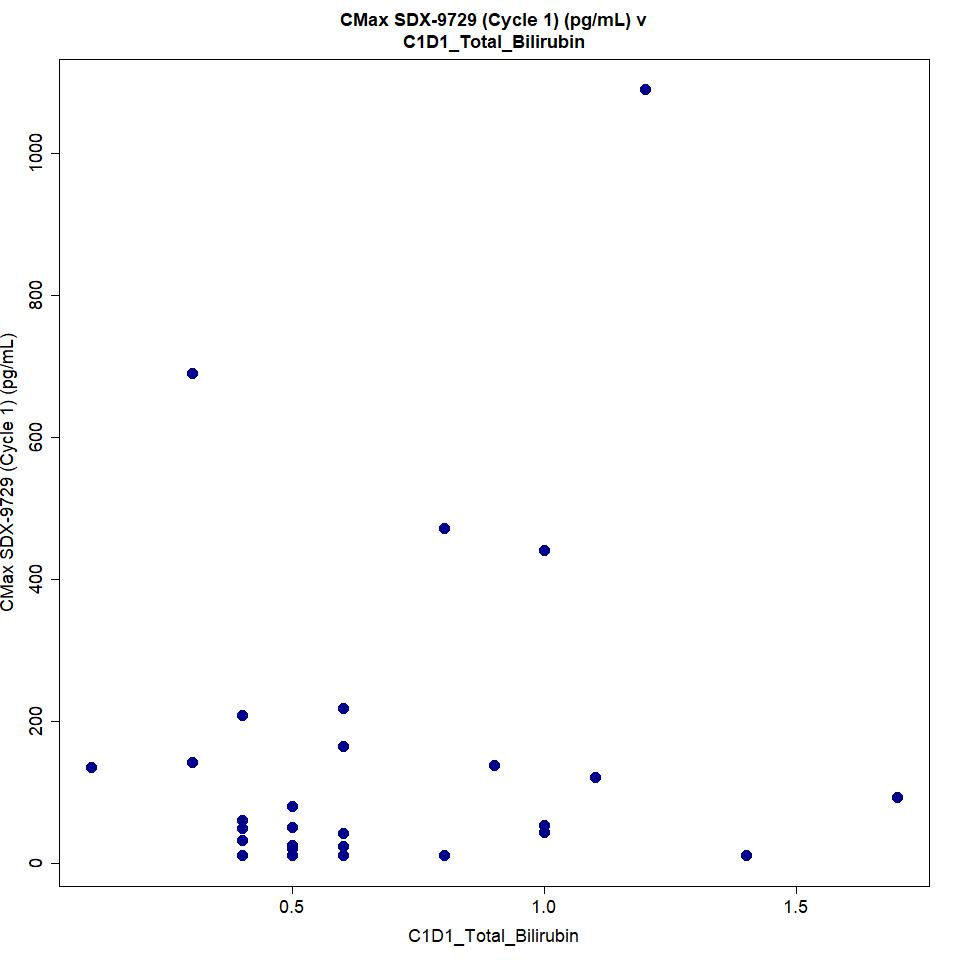 CMax SDX-9729 (Cycle 1) (pg/mL) v
C1D1_Total_Bilirubin
CMax SDX-9729 (Cycle 1) (pg/mL)
1000
800
600
400
200
0
0.5 1.0 1.5
C1D1_Total_Bilirubin